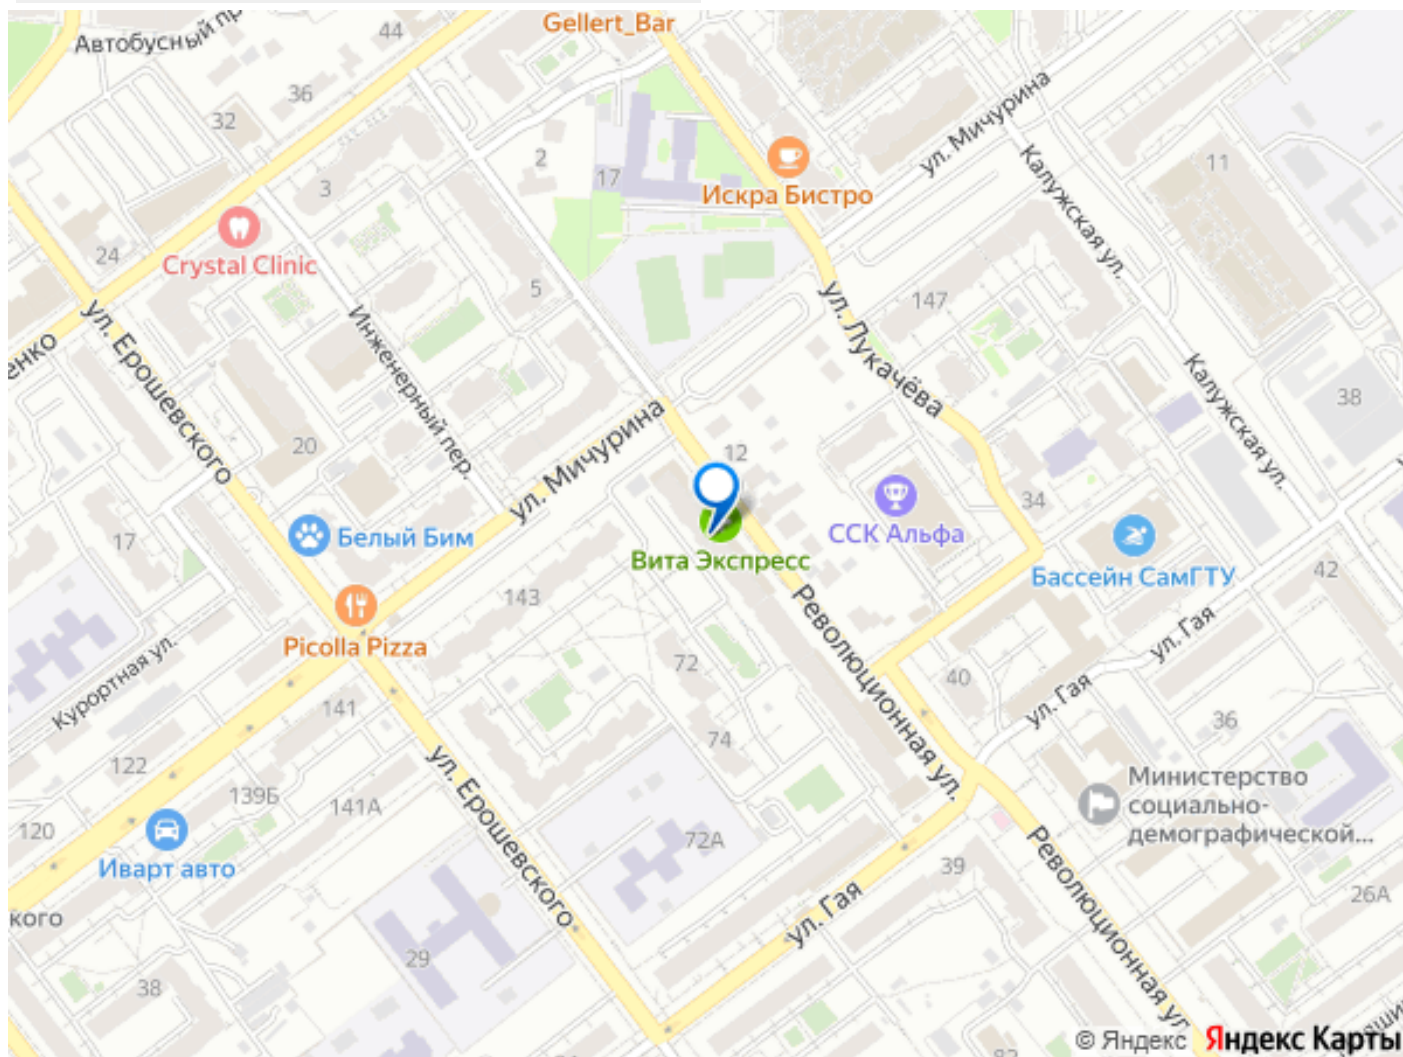 Gellert_Bar
Автобусный пр
44
36
32
ул. Мичурина
2
17
Искра Бистро
3
11
Калужская ул.
24
Crystal Clinic
5
147
ул. Лукачёва
Инженерный пер.
ул. Ерошевского
енко
Калужская ул.
38
20
ул. Мичурина
12
34
17
Белый Бим
ССК Альфа
Вита Экспресс
Бассейн СамГТУ
42
143
Picolla Pizza
Революционная ул.
ул. Гая
Курортная ул.
72
40
ул. Гая
141
36
74
122
139Б
141А
ул. Ерошевского
Министерство
социально-
демографической...
120
Иварт авто
72А
39
Революционная ул
26А
кого
ул. Гая
29
38
© Яндекс
Яндекс Карты